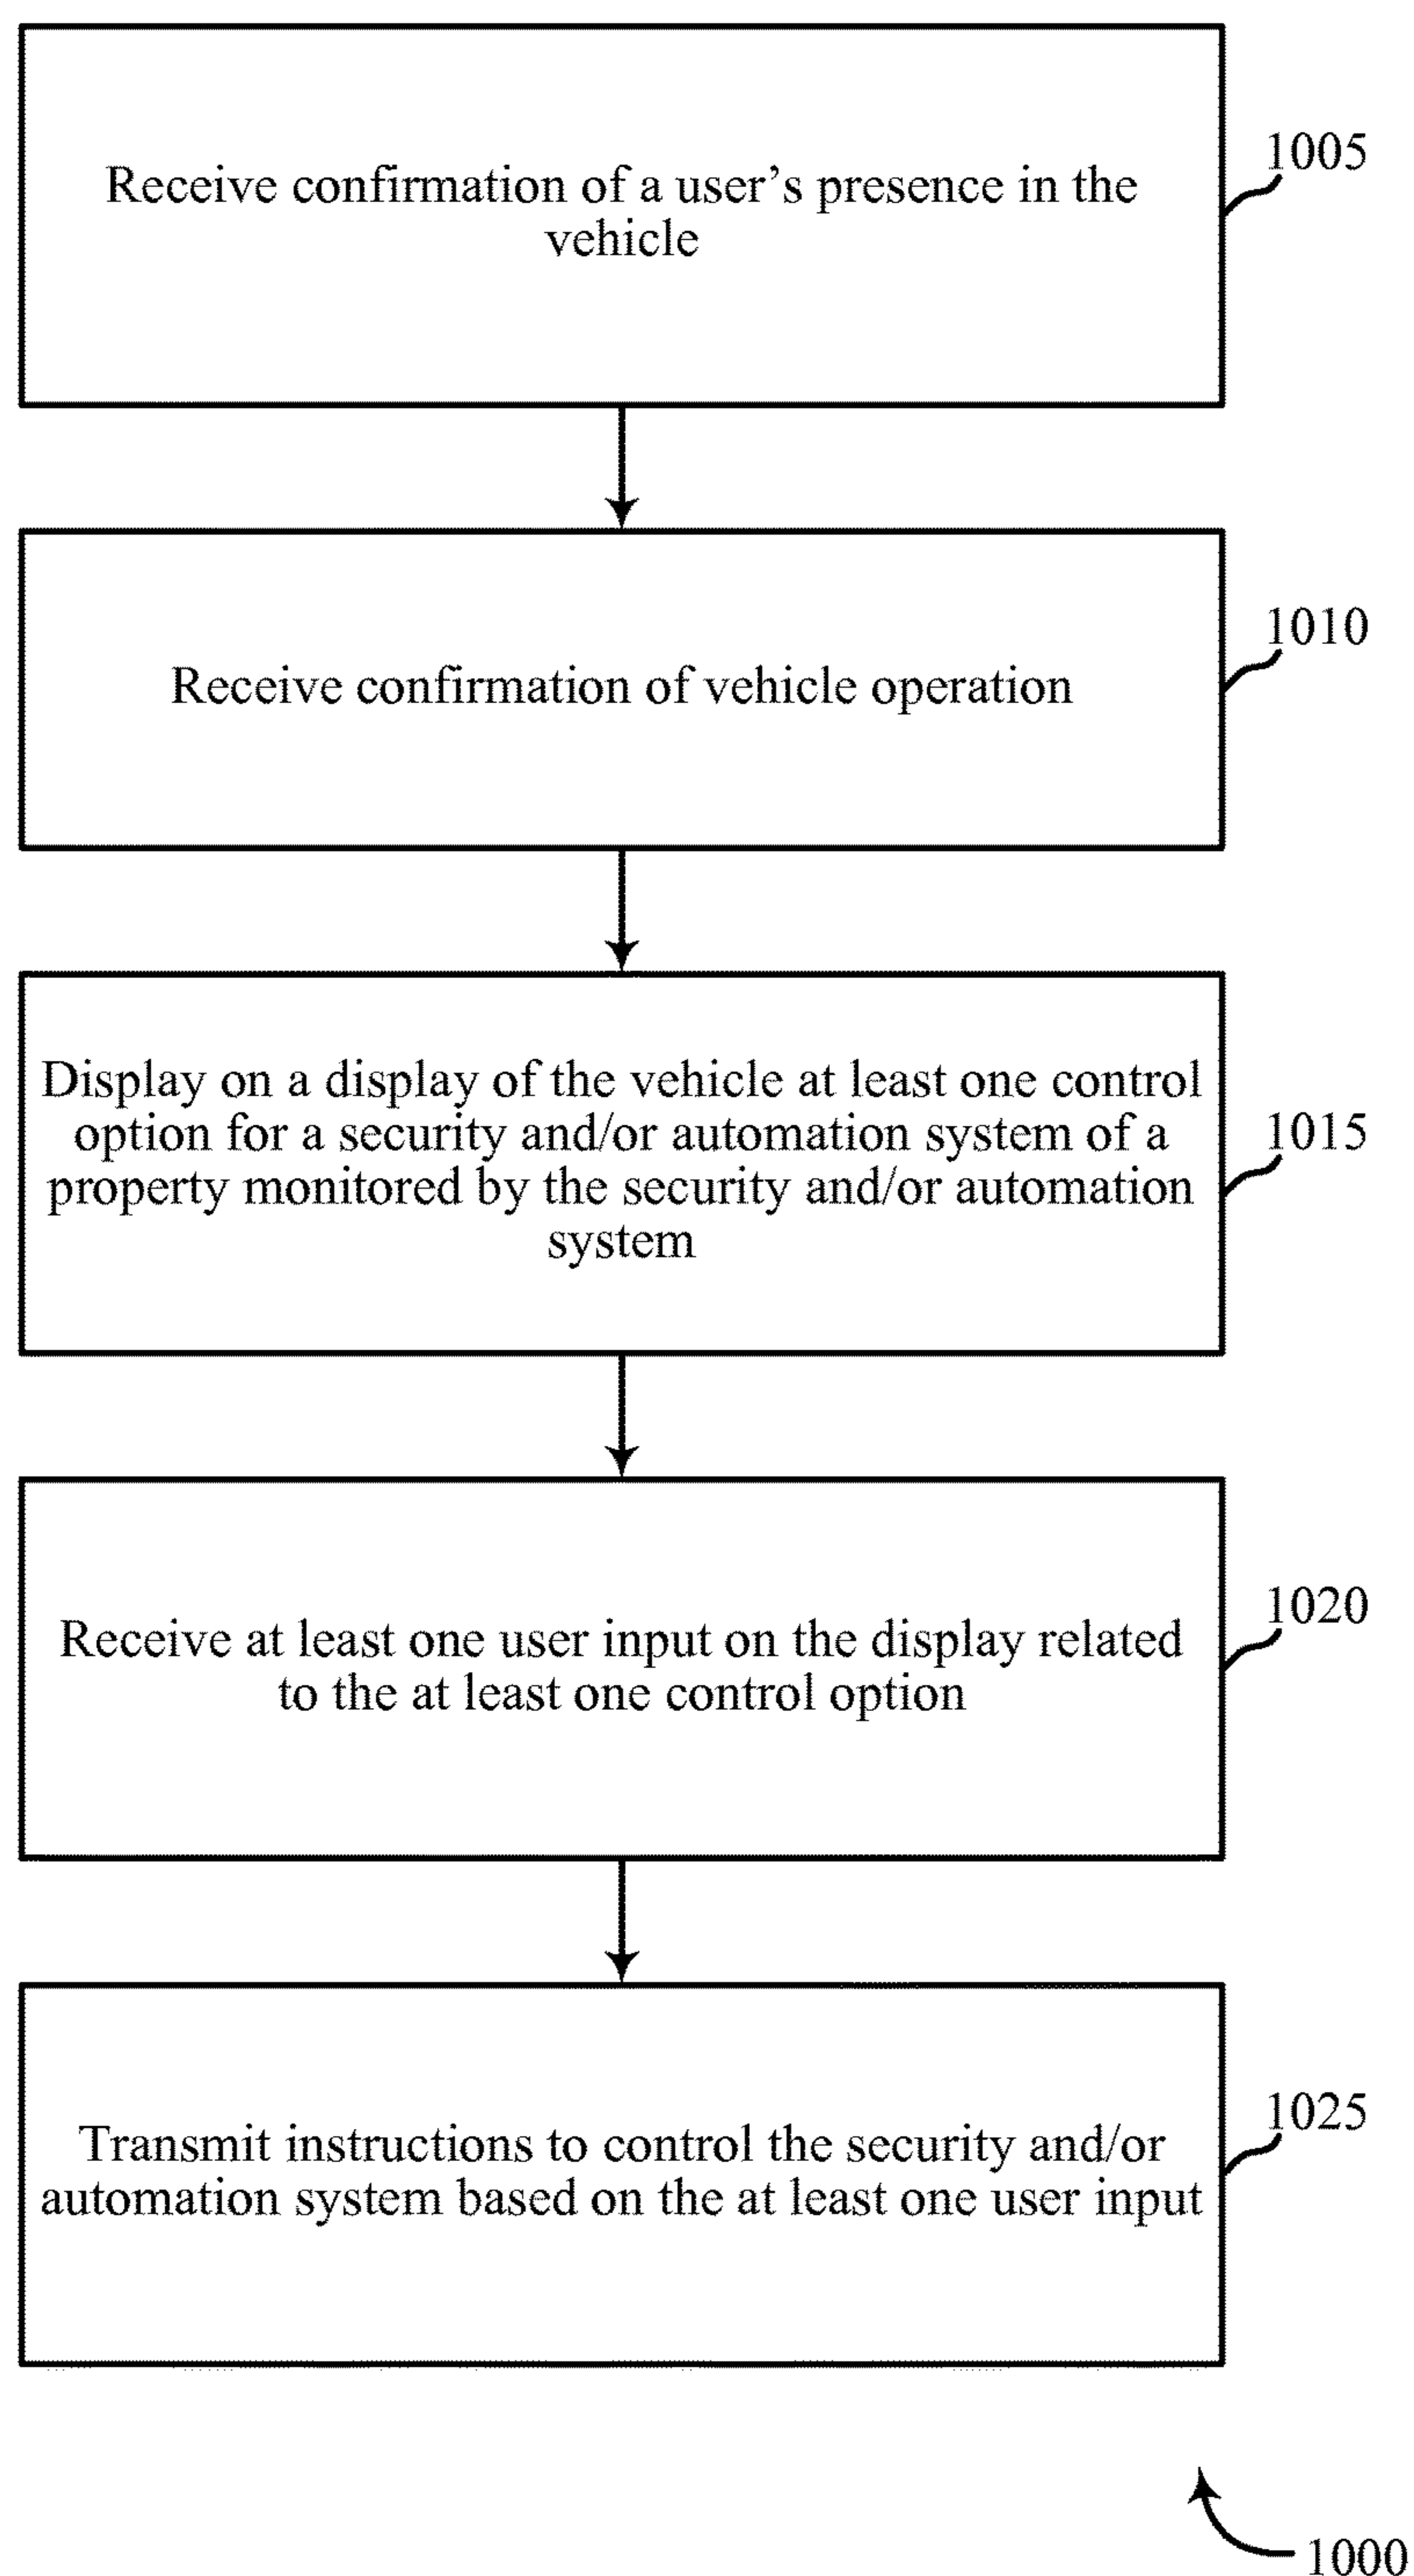 Receive confirmation of a user’s presence in the
vehicle
1005
Receive confirmation of vehicle operation
1010
Display on a display of the vehicle at least one control
option for a security and/or automation system of a
property monitored by the security and/or automation
system
1015
Receive at least one user input on the display related
to the at least one control option
1020
Transmit instructions to control the security and/or
automation system based on the at least one user input
1025
1000